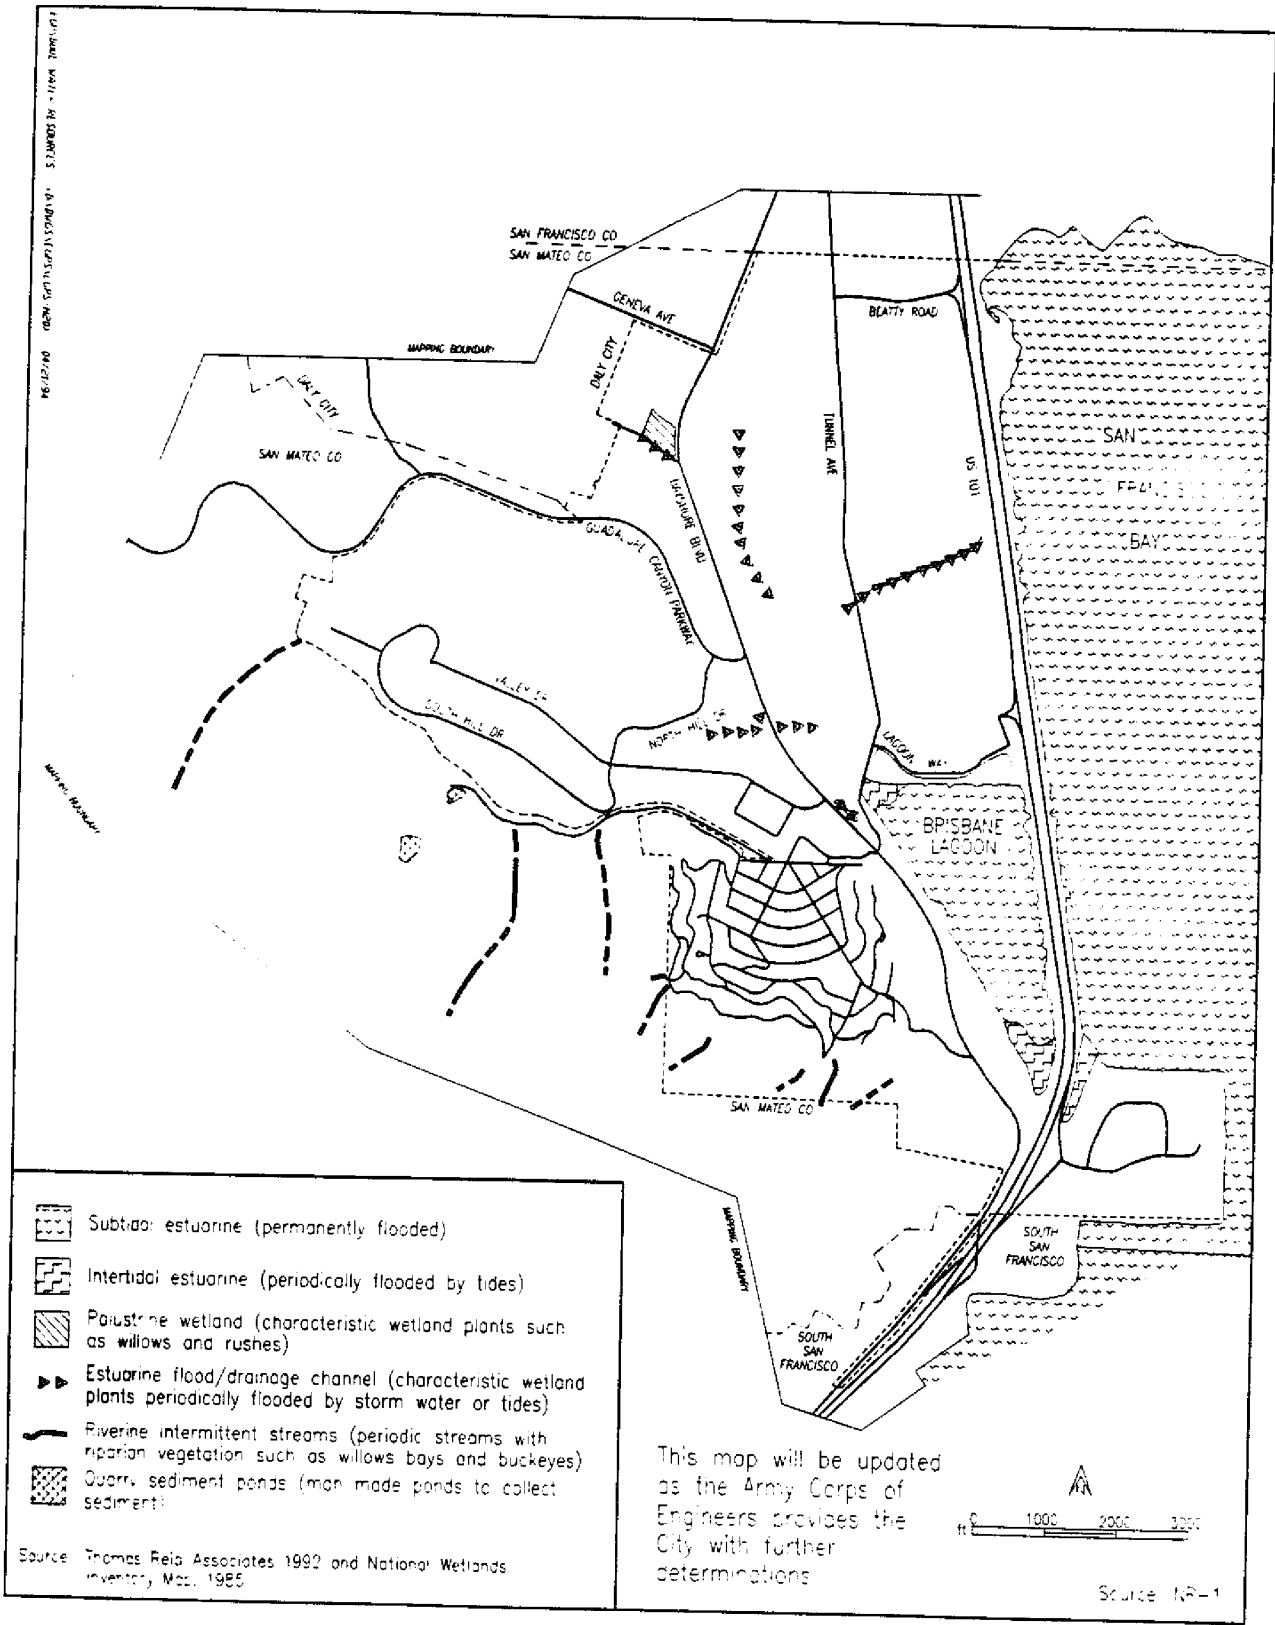 SAN FRANCISCO CO
SAN MATEO CO
GENEVA AVE
BEATTY ROAD
MAPPING BOUNDARY
DALY CITY
DALY CITY
SAN MATEO CO
TUNNEL AVE
US 101
SAN
FRANCISCO
BAY
BAYSHORE BLVD
GUADALUPE CANYON PARKWAY
VALLEY DR
SOUTH HILL DR
NORTH HILL DR
LAGOON WAY
MAPPING BOUNDARY
BRISBANE
LAGOON
SAN MATEO CO
MAPPING BOUNDARY
SOUTH
SAN
FRANCISCO
SOUTH
SAN
FRANCISCO
Subtidal estuarine (permanently flooded)
Intertidal estuarine (periodically flooded by tides)
Palustrine wetland (characteristic wetland plants such
as willows and rushes)
Estuarine flood/drainage channel (characteristic wetland
plants periodically flooded by storm water or tides)
Riverine intermittent streams (periodic streams with
riparian vegetation such as willows bays and buckeyes)
Quarry sediment ponds (man made ponds to collect
sediment)
Source Thomas Reid Associates 1992 and National Wetlands
Inventory Map, 1985
This map will be updated
as the Army Corps of
Engineers provides the
City with further
determinations
ft 0 1000 2000 3000
Source NR-1